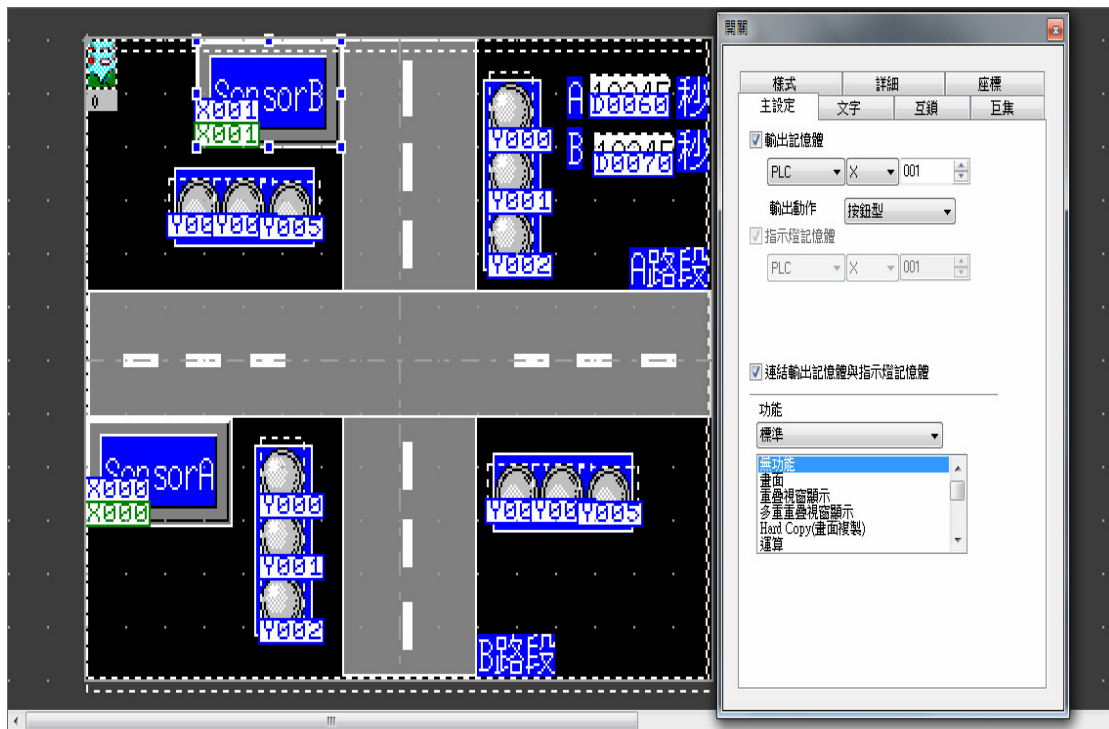 0
SensorB
X001
X001
Y000
Y001
Y002
A D0060 秒
B D0070 秒
Y00 Y00 Y005
A路段
SensorA
X000
X000
Y000
Y001
Y002
Y00 Y00 Y005
B路段
開關
樣式 詳細 座標
主設定 文字 互鎖 巨集
輸出記憶體
PLC X 001
輸出動作 按鈕型
指示燈記憶體
PLC X 001
連結輸出記憶體與指示燈記憶體
功能
標準
無功能
畫面
重疊視窗顯示
多重重疊視窗顯示
Hard Copy(畫面複製)
運算